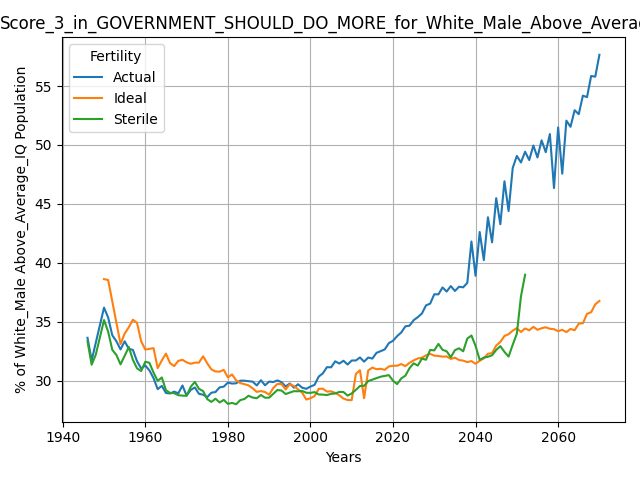 Score_3_in_GOVERNMENT_SHOULD_DO_MORE_for_White_Male_Above_Avera
Fertility
Actual
Ideal
Sterile
% of White_Male Above_Average_IQ Population
55
50
45
40
35
30
1940
1960
1980
2000
2020
2040
2060
Years